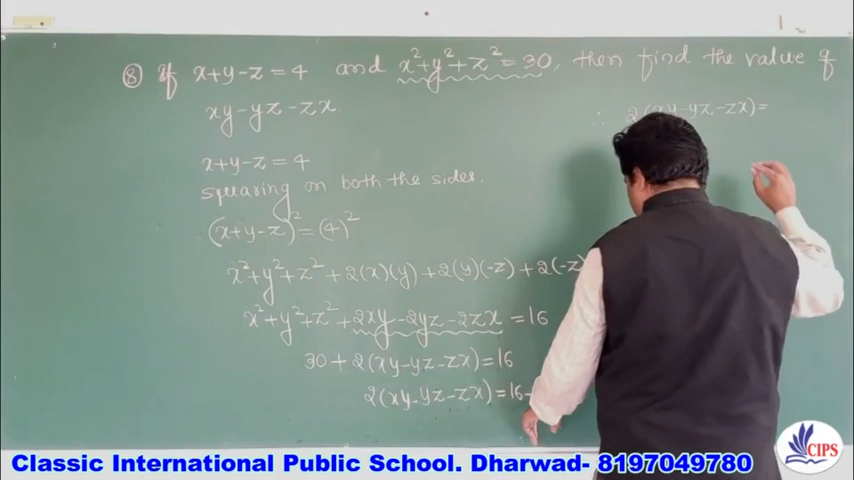 ⑧ If x+y-z=4 and x²+y²+z²=30, then find the value of
xy-yz-zx.
x+y-z=4
squaring on both the sides.
(x+y-z)²=(4)²
x²+y²+z²+2(x)(y)+2(y)(-z)+2(-z)
x²+y²+z²+2xy-2yz-2zx=16
30+2(xy-yz-zx)=16
2(xy-yz-zx)=16-
∴ 2(xy-yz-zx)=
CIPS
Classic International Public School. Dharwad- 8197049780